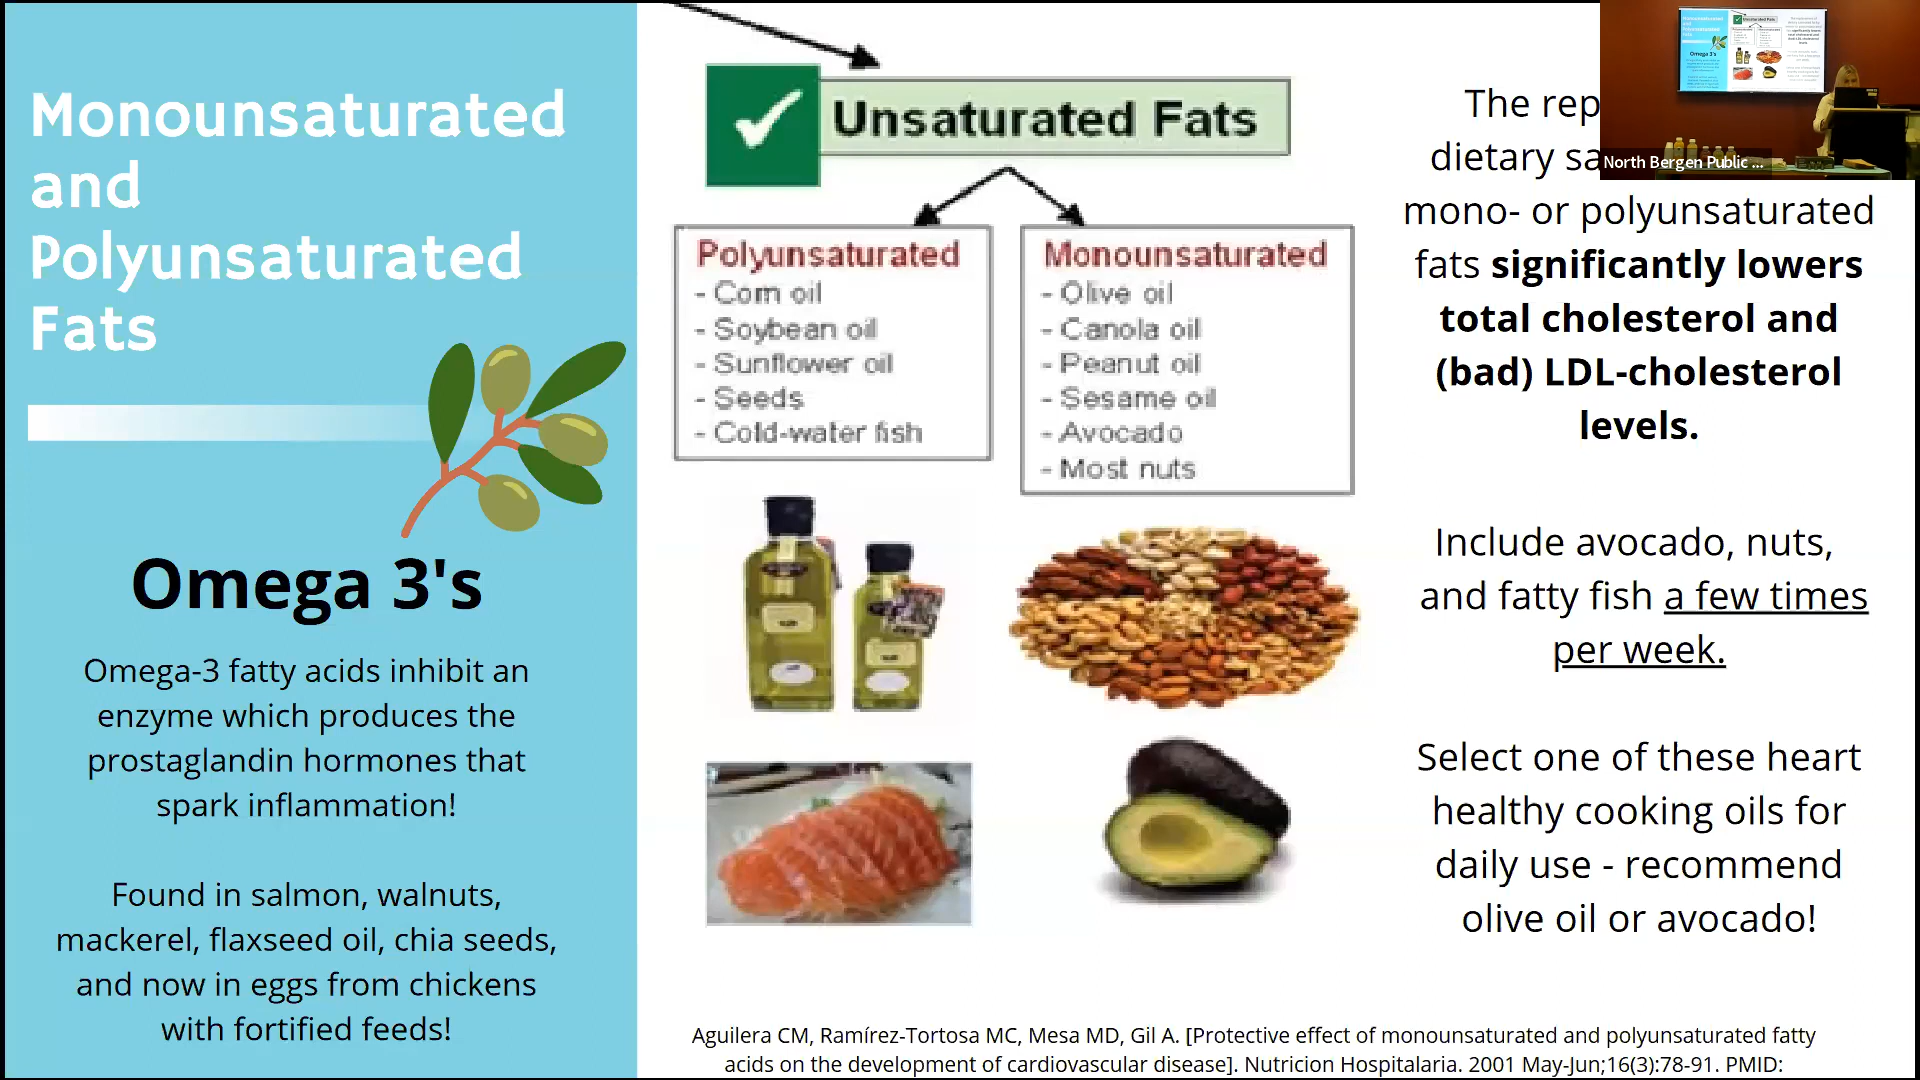 Monounsaturated
and
Polyunsaturated
Fats
Omega 3's
Omega-3 fatty acids inhibit an
enzyme which produces the
prostaglandin hormones that
spark inflammation!
Found in salmon, walnuts,
mackerel, flaxseed oil, chia seeds,
and now in eggs from chickens
with fortified feeds!
Unsaturated Fats
Polyunsaturated
- Corn oil
- Soybean oil
- Sunflower oil
- Seeds
- Cold-water fish
Monounsaturated
- Olive oil
- Canola oil
- Peanut oil
- Sesame oil
- Avocado
- Most nuts
The rep
dietary sa
mono- or polyunsaturated
fats significantly lowers
total cholesterol and
(bad) LDL-cholesterol
levels.
Include avocado, nuts,
and fatty fish a few times
per week.
Select one of these heart
healthy cooking oils for
daily use - recommend
olive oil or avocado!
Aguilera CM, Ramírez-Tortosa MC, Mesa MD, Gil A. [Protective effect of monounsaturated and polyunsaturated fatty
acids on the development of cardiovascular disease]. Nutricion Hospitalaria. 2001 May-Jun;16(3):78-91. PMID:
North Bergen Public ...